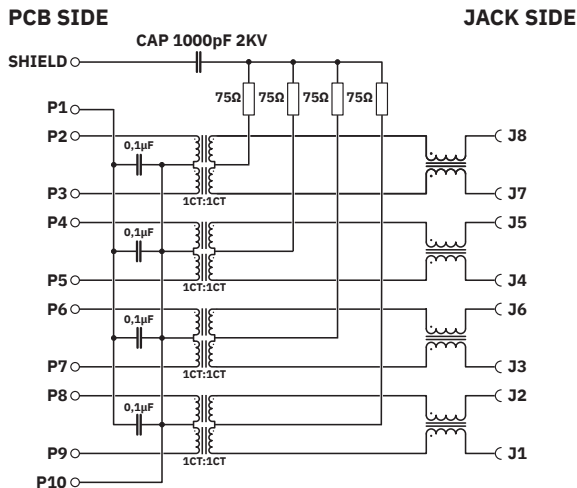 PCB SIDE JACK SIDE
CAP 1000pF 2KV
SHIELD
75Ω 75Ω 75Ω 75Ω
P1
P2 0,1µF J8
P3 J7
1CT:1CT
P4 0,1µF J5
P5 J4
1CT:1CT
P6 0,1µF J6
P7 J3
1CT:1CT
P8 0,1µF J2
P9 J1
1CT:1CT
P10